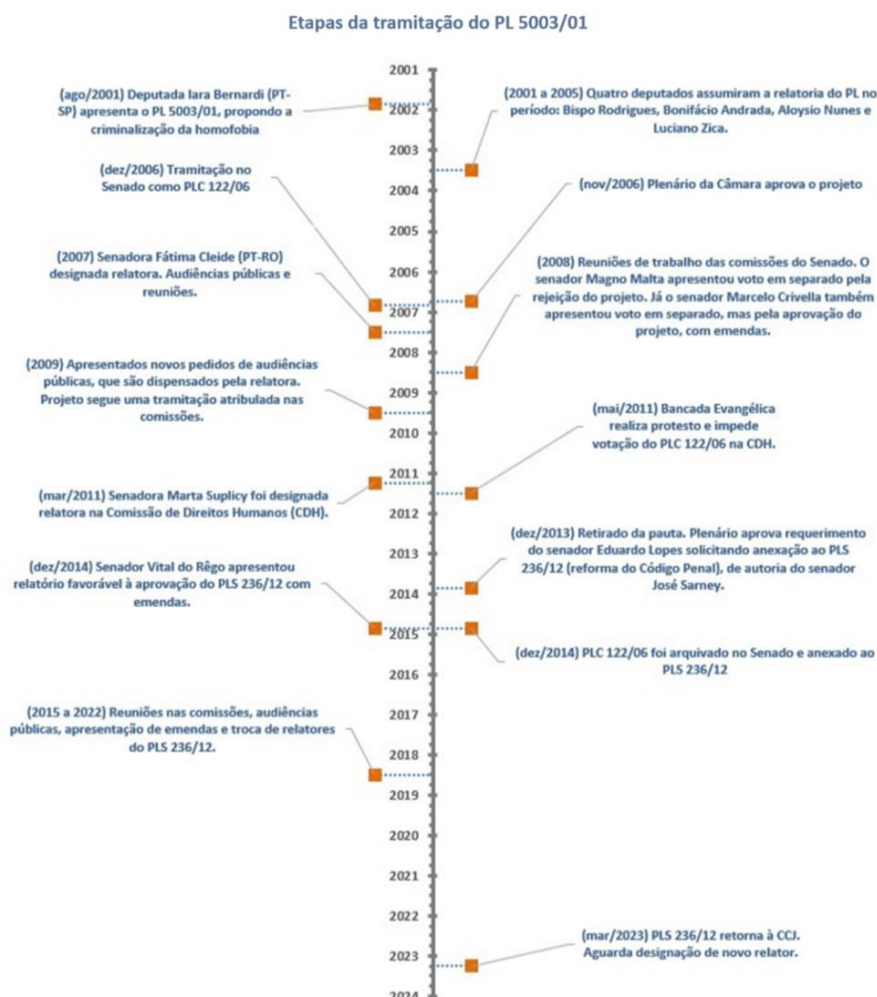 Etapas da tramitação do PL 5003/01
2001
(ago/2001) Deputada Iara Bernardi (PT-
SP) apresenta o PL 5003/01, propondo a
criminalização da homofobia
(2001 a 2005) Quatro deputados assumiram a relatoria do PL no
período: Bispo Rodrigues, Bonifácio Andrada, Aloysio Nunes e
Luciano Zica.
2002
2003
(dez/2006) Tramitação no
Senado como PLC 122/06
(nov/2006) Plenário da Câmara aprova o projeto
2004
2005
(2007) Senadora Fátima Cleide (PT-RO)
designada relatora. Audiências públicas e
reuniões.
(2008) Reuniões de trabalho das comissões do Senado. O
senador Magno Malta apresentou voto em separado pela
rejeição do projeto. Já o senador Marcelo Crivella também
apresentou voto em separado, mas pela aprovação do
projeto, com emendas.
2006
2007
2008
(2009) Apresentados novos pedidos de audiências
públicas, que são dispensados pela relatora.
Projeto segue uma tramitação atribulada nas
comissões.
2009
(mai/2011) Bancada Evangélica
realiza protesto e impede
votação do PLC 122/06 na CDH.
2010
2011
(mar/2011) Senadora Marta Suplicy foi designada
relatora na Comissão de Direitos Humanos (CDH).
2012
(dez/2013) Retirado da pauta. Plenário aprova requerimento
do senador Eduardo Lopes solicitando anexação ao PLS
236/12 (reforma do Código Penal), de autoria do senador
José Sarney.
2013
(dez/2014) Senador Vital do Rêgo apresentou
relatório favorável à aprovação do PLS 236/12 com
emendas.
2014
2015
(dez/2014) PLC 122/06 foi arquivado no Senado e anexado ao
PLS 236/12
2016
(2015 a 2022) Reuniões nas comissões, audiências
públicas, apresentação de emendas e troca de relatores
do PLS 236/12.
2017
2018
2019
2020
2021
2022
(mar/2023) PLS 236/12 retorna à CCJ.
Aguarda designação de novo relator.
2023
2024